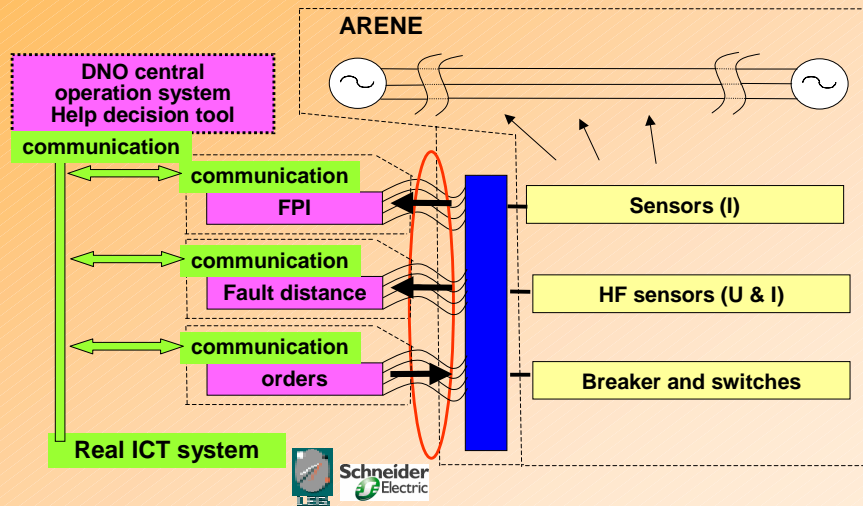 ARENE
DNO central
operation system
Help decision tool
communication
communication
FPI
Sensors (I)
communication
Fault distance
HF sensors (U & I)
communication
orders
Breaker and switches
Real ICT system
Schneider
Electric